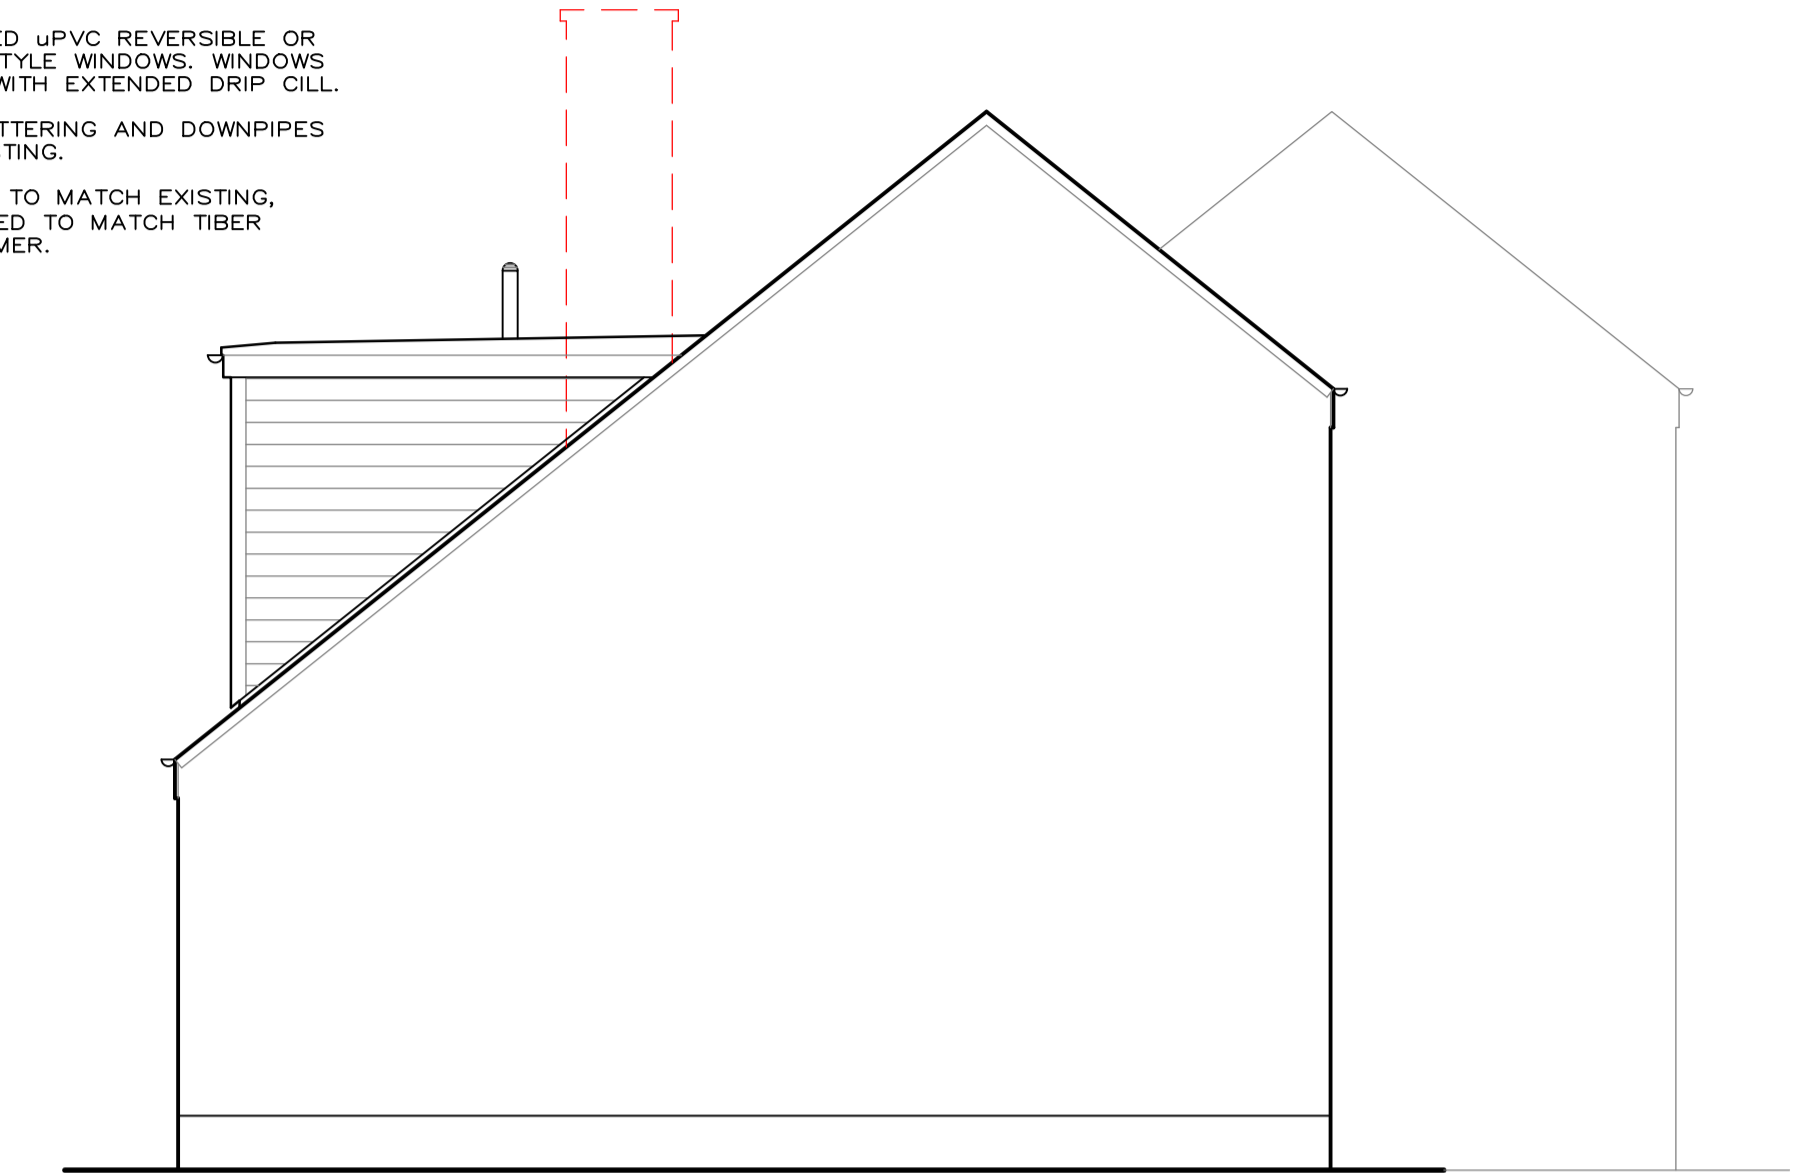 ED uPVC REVERSIBLE OR
TYLE WINDOWS. WINDOWS
WITH EXTENDED DRIP CILL.
TTERING AND DOWNPIPES
TING.
TO MATCH EXISTING,
ED TO MATCH TIBER
MER.